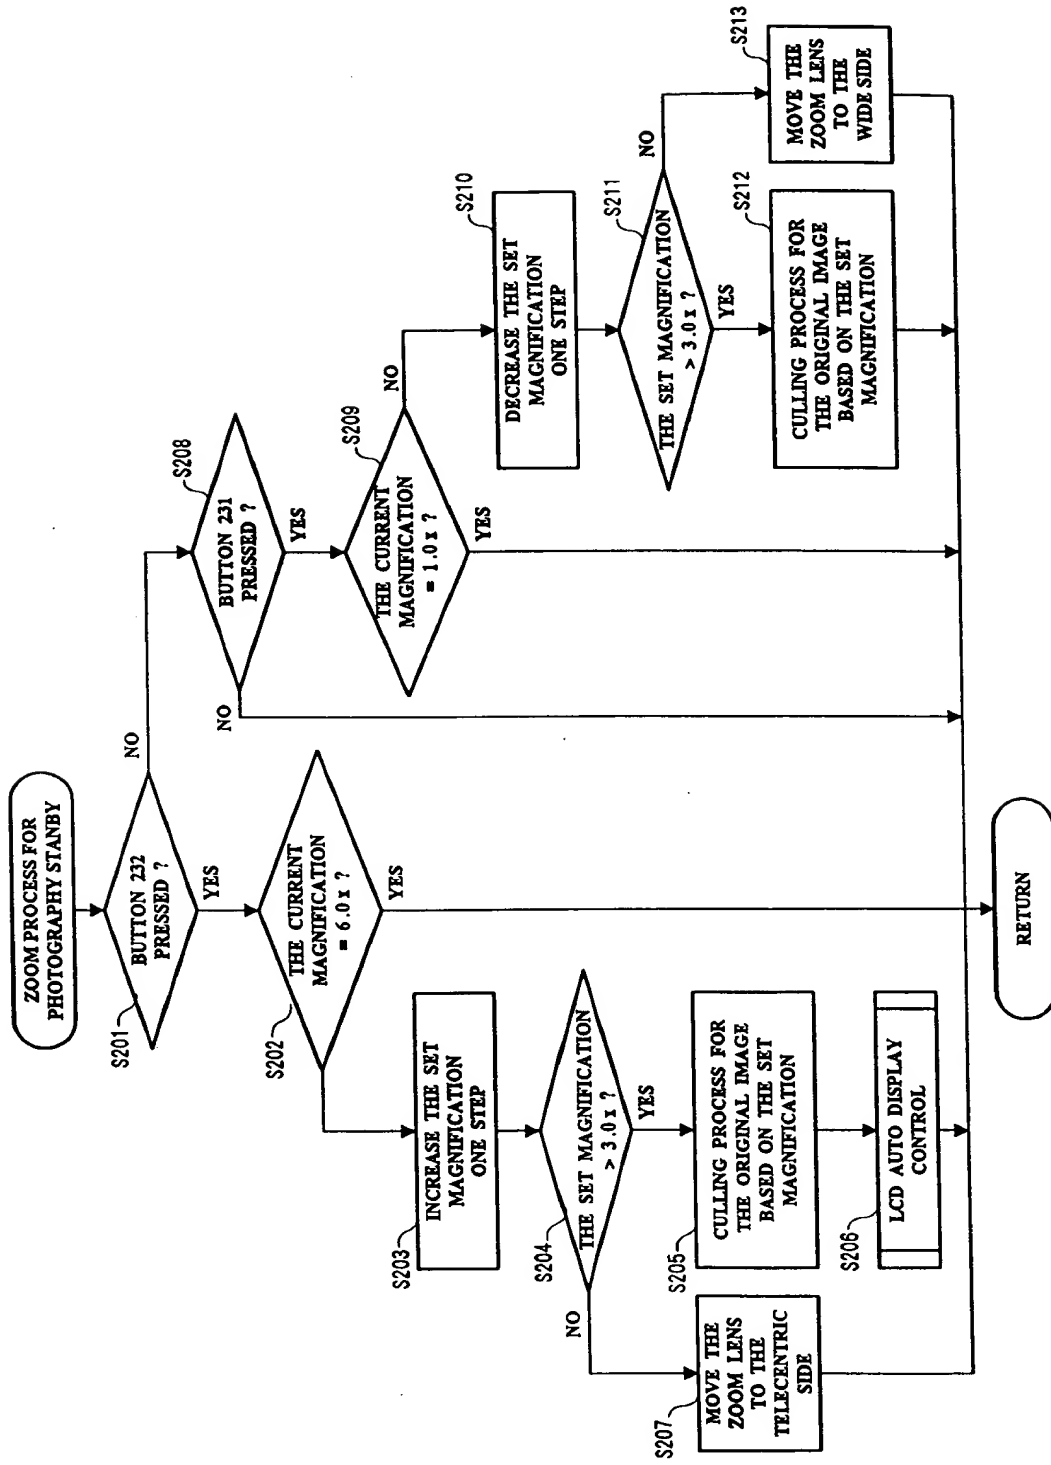 ZOOM PROCESS FOR
PHOTOGRAPHY STANBY
S201
BUTTON 232
PRESSED ?
NO
YES
S202
THE CURRENT
MAGNIFICATION
= 6.0 x ?
YES
S203
INCREASE THE SET
MAGNIFICATION
ONE STEP
S204
THE SET MAGNIFICATION
> 3.0 x ?
NO
YES
S205
CULLING PROCESS FOR
THE ORIGINAL IMAGE
BASED ON THE SET
MAGNIFICATION
S206
LCD AUTO DISPLAY
CONTROL
S207
MOVE THE
ZOOM LENS
TO THE
TELECENTRIC
SIDE
S208
BUTTON 231
PRESSED ?
NO
YES
S209
THE CURRENT
MAGNIFICATION
= 1.0 x ?
NO
YES
S210
DECREASE THE SET
MAGNIFICATION
ONE STEP
S211
THE SET MAGNIFICATION
> 3.0 x ?
NO
YES
S212
CULLING PROCESS FOR
THE ORIGINAL IMAGE
BASED ON THE SET
MAGNIFICATION
S213
MOVE THE
ZOOM LENS
TO THE
WIDE SIDE
RETURN